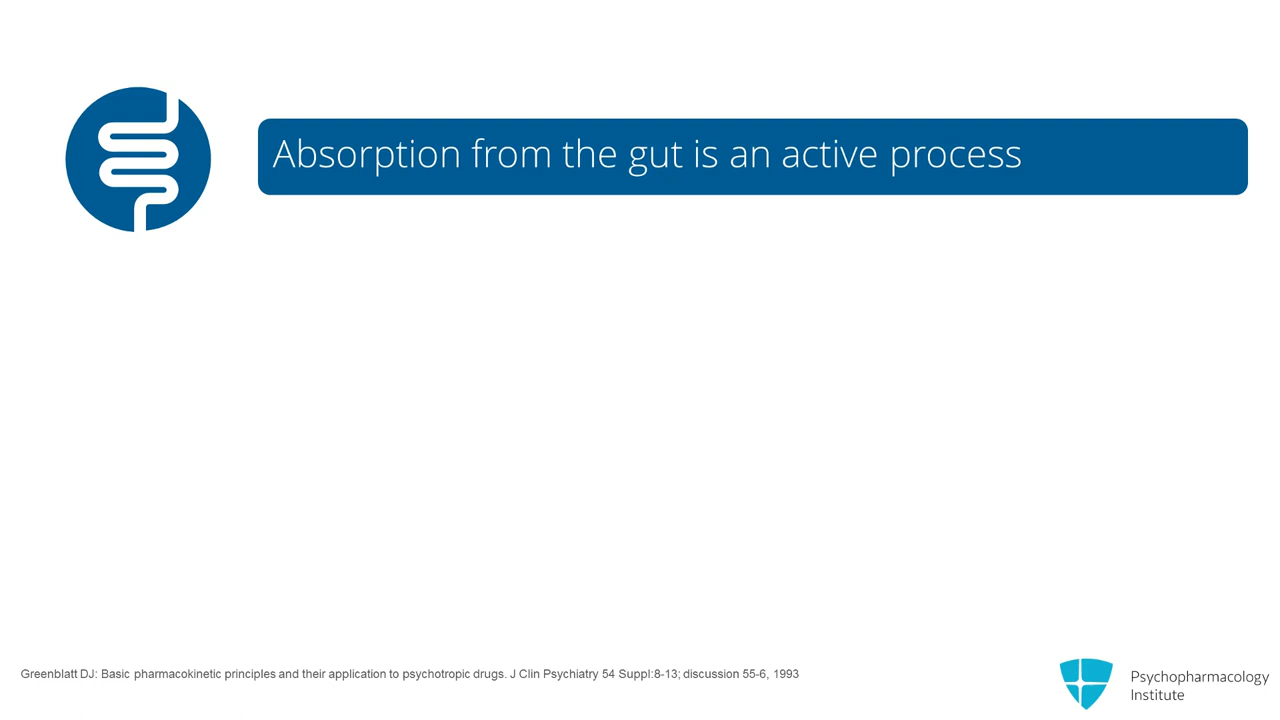 Absorption from the gut is an active process
Greenblatt DJ: Basic pharmacokinetic principles and their application to psychotropic drugs. J Clin Psychiatry 54 Suppl:8-13; discussion 55-6, 1993
Psychopharmacology
Institute